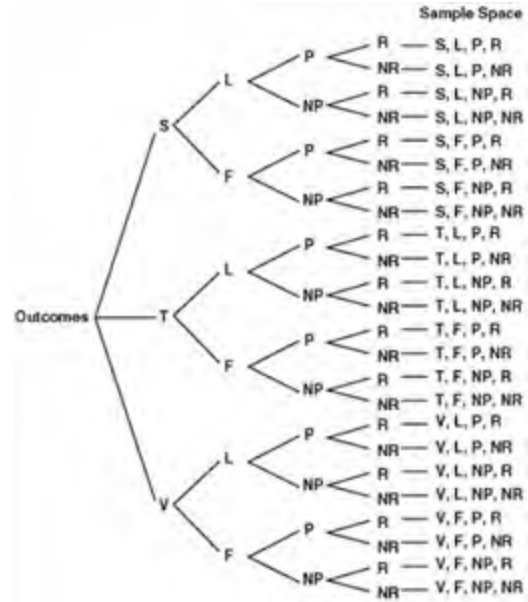 Sample Space
R S, L, P, R
P
L NR S, L, P, NR
R S, L, NP, R
NP
S NR S, L, NP, NR
R S, F, P, R
P
F NR S, F, P, NR
R S, F, NP, R
NP
NR S, F, NP, NR
R T, L, P, R
P
L NR T, L, P, NR
R T, L, NP, R
NP
NR T, L, NP, NR
Outcomes T
R T, F, P, R
P
F NR T, F, P, NR
R T, F, NP, R
NP
NR T, F, NP, NR
R V, L, P, R
P
L NR V, L, P, NR
R V, L, NP, R
NP
V NR V, L, NP, NR
R V, F, P, R
P
F NR V, F, P, NR
R V, F, NP, R
NP
NR V, F, NP, NR